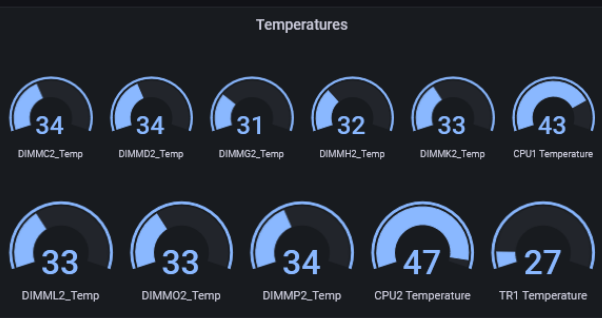 Temperatures
34 34 31 32 33 43
DIMMC2_Temp DIMMD2_Temp DIMMG2_Temp DIMMH2_Temp DIMMK2_Temp CPU1 Temperature
33 33 34 47 27
DIMML2_Temp DIMMO2_Temp DIMMP2_Temp CPU2 Temperature TR1 Temperature